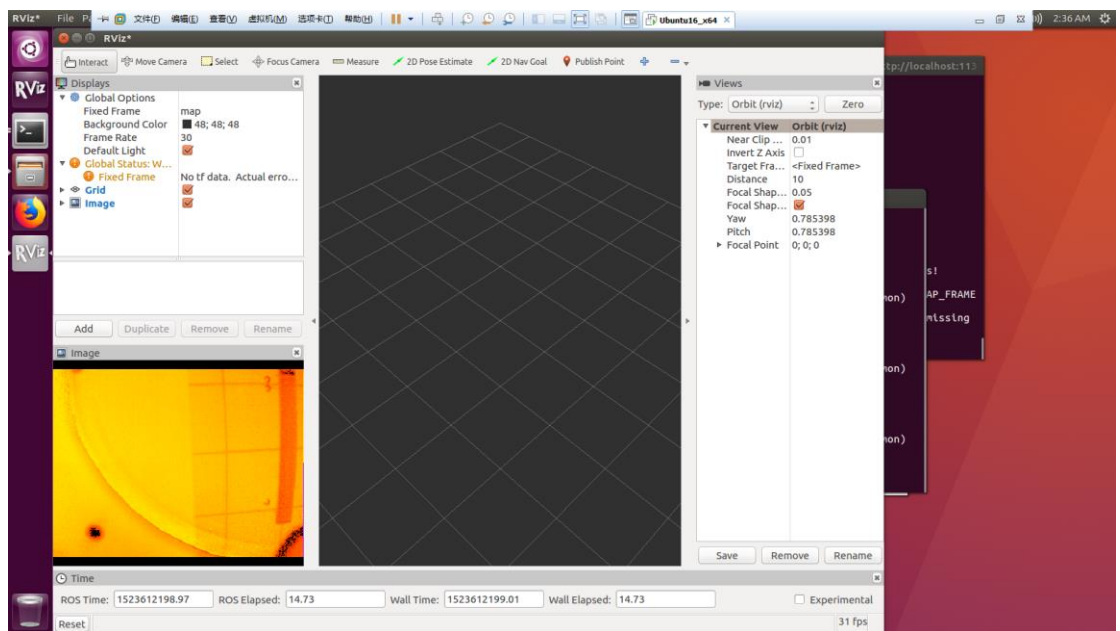 RViz* File Pa 文件(F) 编辑(E) 查看(V) 虚拟机(M) 选项卡(T) 帮助(H) Ubuntu16_x64 2:36 AM
RViz*
Interact Move Camera Select Focus Camera Measure 2D Pose Estimate 2D Nav Goal Publish Point
Displays
Global Options
Fixed Frame map
Background Color 48; 48; 48
Frame Rate 30
Default Light
Global Status: W...
Fixed Frame No tf data. Actual erro...
Grid
Image
Add Duplicate Remove Rename
Image
Views
Type: Orbit (rviz) Zero
Current View Orbit (rviz)
Near Clip ... 0.01
Invert Z Axis
Target Fra... <Fixed Frame>
Distance 10
Focal Shap... 0.05
Focal Shap...
Yaw 0.785398
Pitch 0.785398
Focal Point 0; 0; 0
Save Remove Rename
ttp://localhost:113
s!
mon) AP_FRAME
missing
mon)
mon)
RViz
RViz
Time
ROS Time: 1523612198.97 ROS Elapsed: 14.73 Wall Time: 1523612199.01 Wall Elapsed: 14.73 Experimental
Reset 31 fps